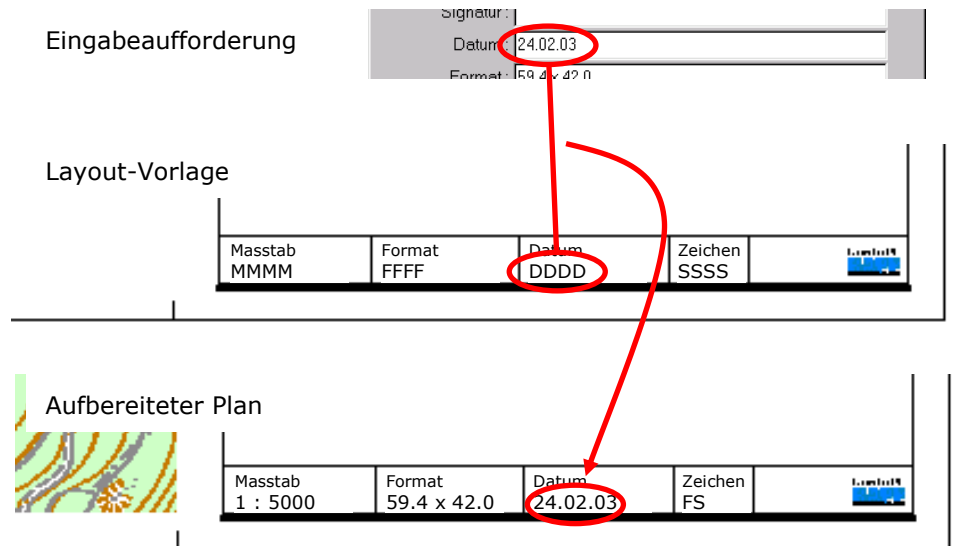 Signatur:
Eingabeaufforderung
Datum: 24.02.03
Format: 59.4 x 42.0
Layout-Vorlage
Masstab Format Datum Zeichen
MMMM FFFF DDDD SSSS
Aufbereiteter Plan
Masstab Format Datum Zeichen
1 : 5000 59.4 x 42.0 24.02.03 FS